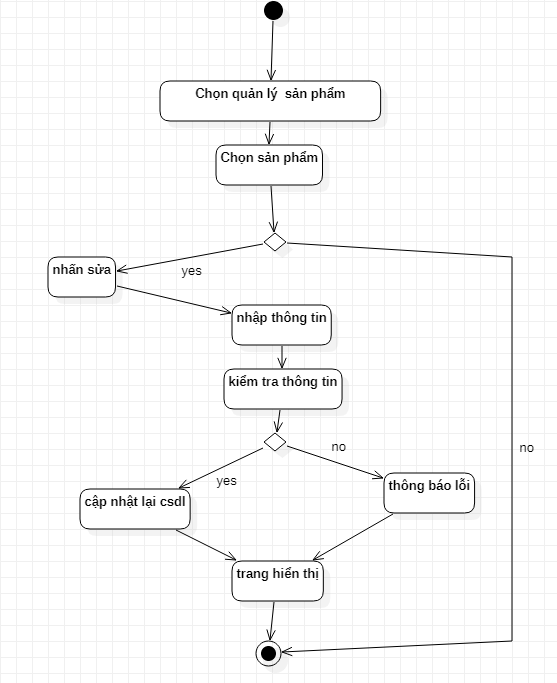 Chọn quản lý  sản phẩm
Chọn sản phẩm
nhấn sửa
yes
nhập thông tin
kiểm tra thông tin
no
no
yes
thông báo lỗi
cập nhật lại csdl
trang hiển thị